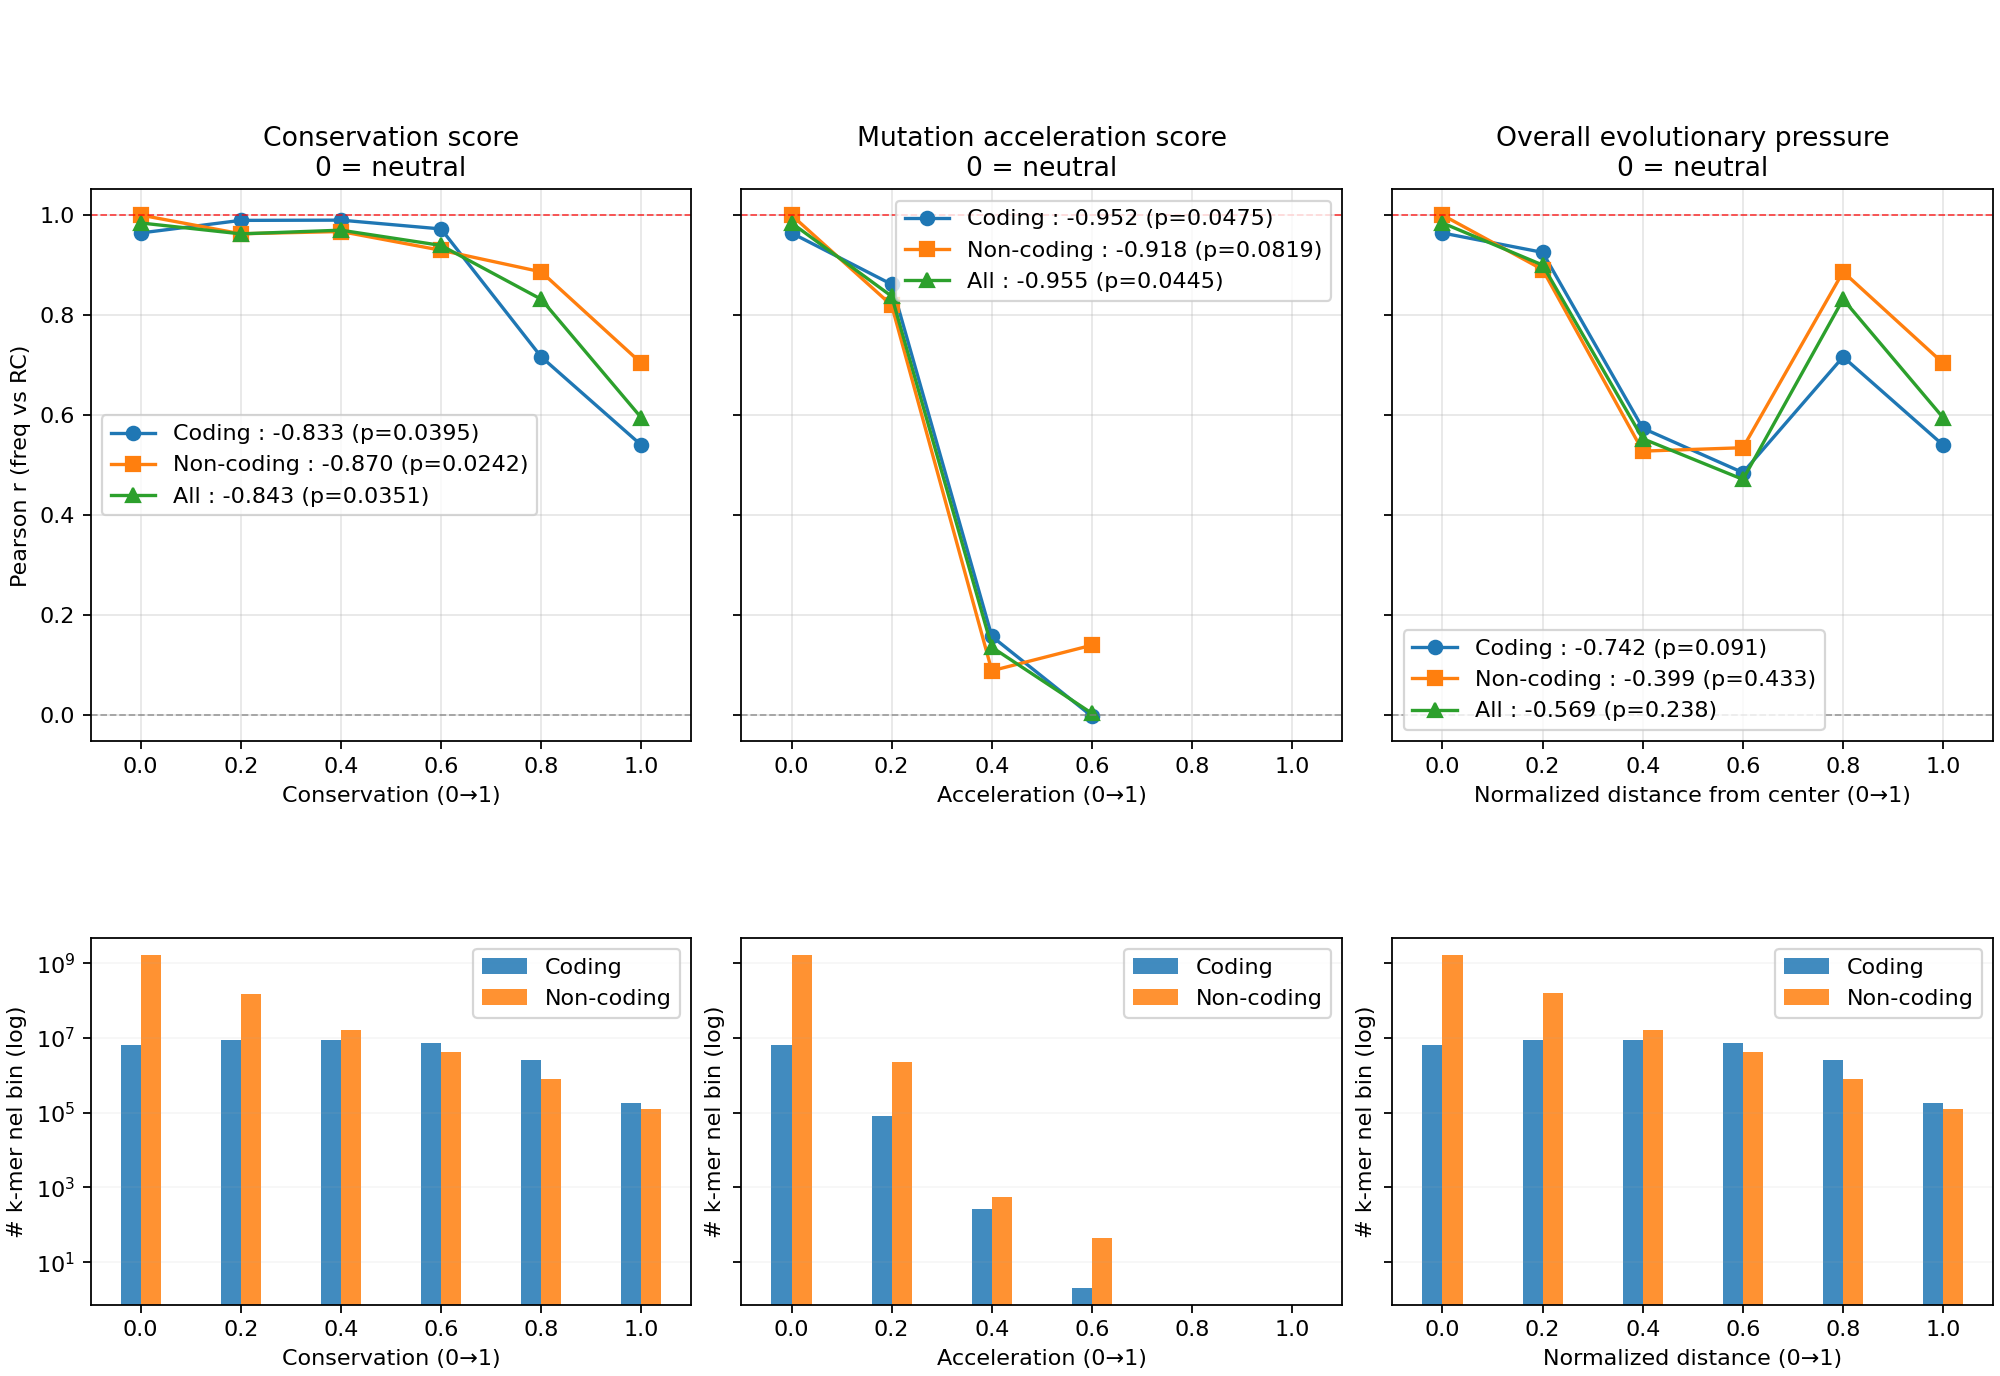 Conservation score
0 = neutral
Mutation acceleration score
0 = neutral
Overall evolutionary pressure
0 = neutral
Pearson r (freq vs RC)
1.0
0.8
0.6
0.4
0.2
0.0
Coding : -0.833 (p=0.0395)
Non-coding : -0.870 (p=0.0242)
All : -0.843 (p=0.0351)
0.0 0.2 0.4 0.6 0.8 1.0
Conservation (0→1)
Coding : -0.952 (p=0.0475)
Non-coding : -0.918 (p=0.0819)
All : -0.955 (p=0.0445)
0.0 0.2 0.4 0.6 0.8 1.0
Acceleration (0→1)
Coding : -0.742 (p=0.091)
Non-coding : -0.399 (p=0.433)
All : -0.569 (p=0.238)
0.0 0.2 0.4 0.6 0.8 1.0
Normalized distance from center (0→1)
# k-mer nel bin (log)
10⁹
10⁷
10⁵
10³
10¹
Coding
Non-coding
0.0 0.2 0.4 0.6 0.8 1.0
Conservation (0→1)
# k-mer nel bin (log)
Coding
Non-coding
0.0 0.2 0.4 0.6 0.8 1.0
Acceleration (0→1)
# k-mer nel bin (log)
Coding
Non-coding
0.0 0.2 0.4 0.6 0.8 1.0
Normalized distance (0→1)